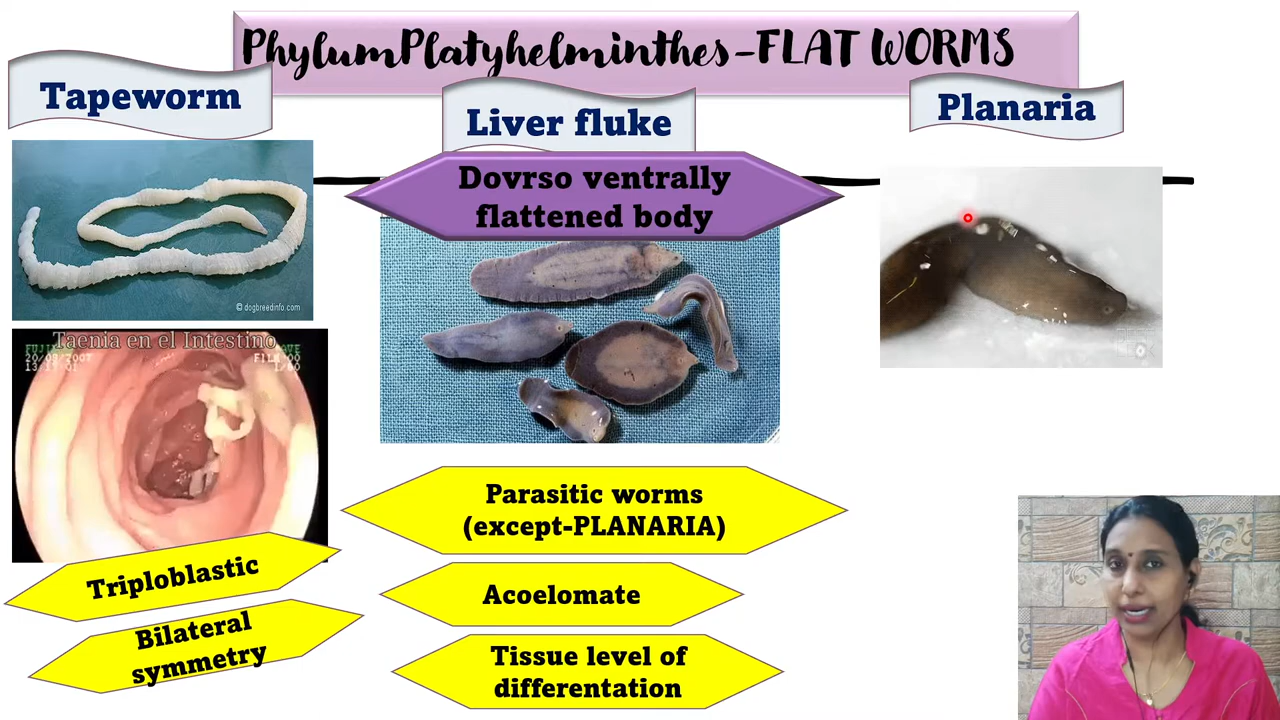 PhylumPlatyhelminthes-FLAT WORMS
Tapeworm
Liver fluke
Planaria
Dovrso ventrally
flattened body
© dogbreedinfo.com
Taenia en el Intestino
Parasitic worms
(except-PLANARIA)
Triploblastic
Acoelomate
Bilateral
symmetry
Tissue level of
differentation